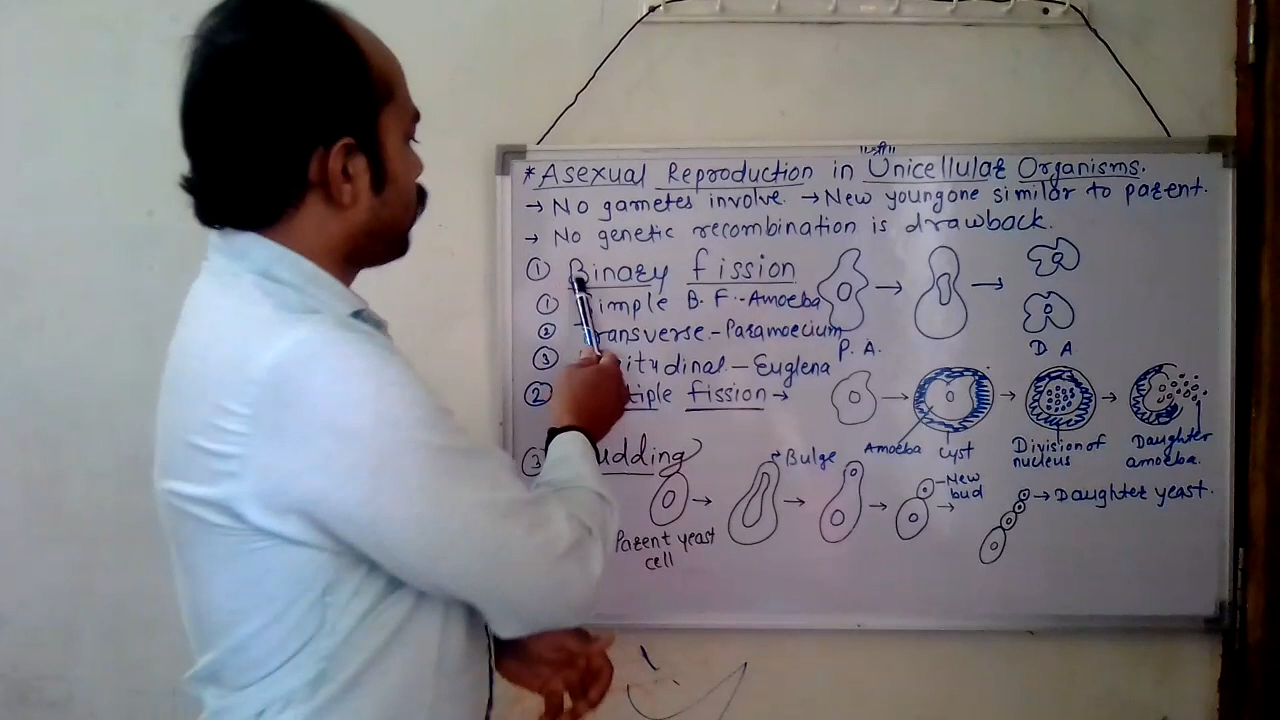 "श्री"
* Asexual Reproduction in Unicellular Organisms.
→ No gametes involve. → New youngone similar to parent.
→ No genetic recombination is drawback.
① Binary fission
① Simple B. F. - Amoeba
② Transverse - Paramoecium
③ itudinal - Euglena
② tiple fission →
P. A.
D A
Amoeba
Cyst
Division of
nucleus
Daughter
amoeba.
③ udding
Parent yeast
cell
Bulge
New
bud
→ Daughter yeast.